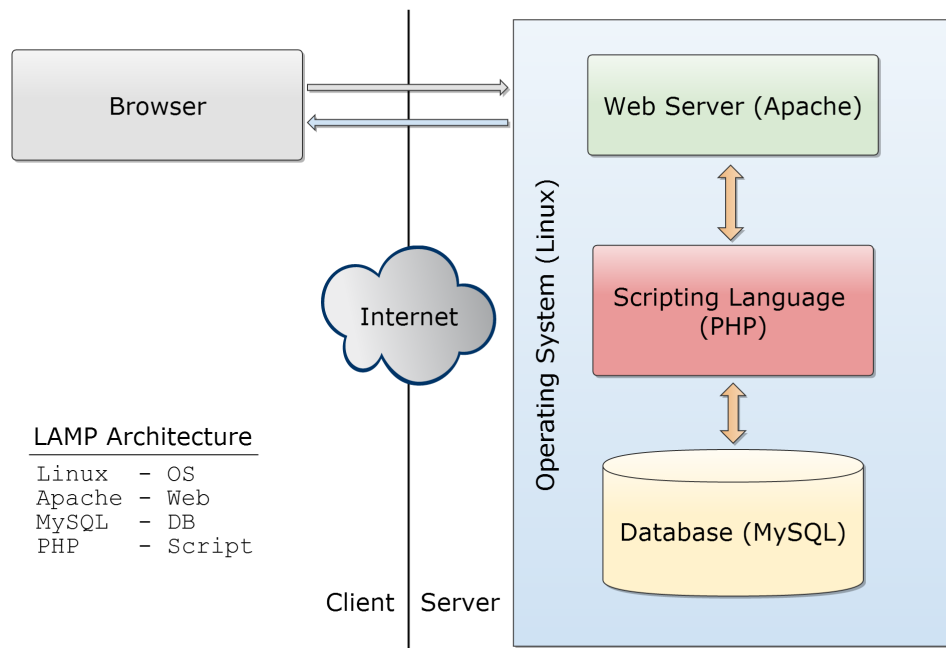 Browser
Web Server (Apache)
Operating System (Linux)
Scripting Language
(PHP)
Internet
LAMP Architecture
Linux - OS
Apache - Web
MySQL - DB
PHP - Script
Database (MySQL)
Client
Server